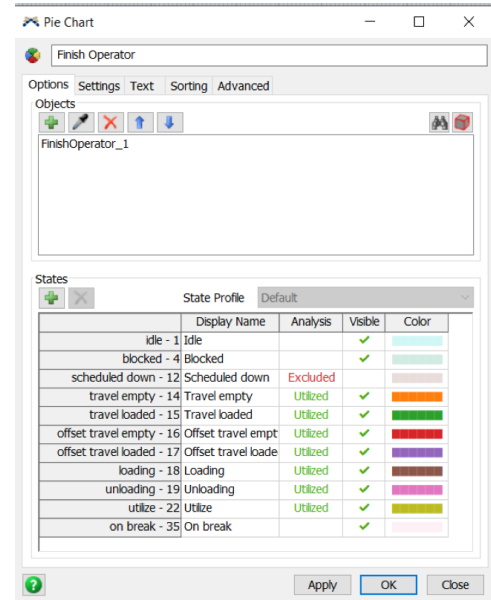 Pie Chart
Finish Operator
Options Settings Text Sorting Advanced
Objects
FinishOperator_1
States
State Profile Default
Display Name Analysis Visible Color
idle - 1 Idle
blocked - 4 Blocked
scheduled down - 12 Scheduled down Excluded
travel empty - 14 Travel empty Utilized
travel loaded - 15 Travel loaded Utilized
offset travel empty - 16 Offset travel empt Utilized
offset travel loaded - 17 Offset travel loade Utilized
loading - 18 Loading Utilized
unloading - 19 Unloading Utilized
utilize - 22 Utilize Utilized
on break - 35 On break
Apply OK Close